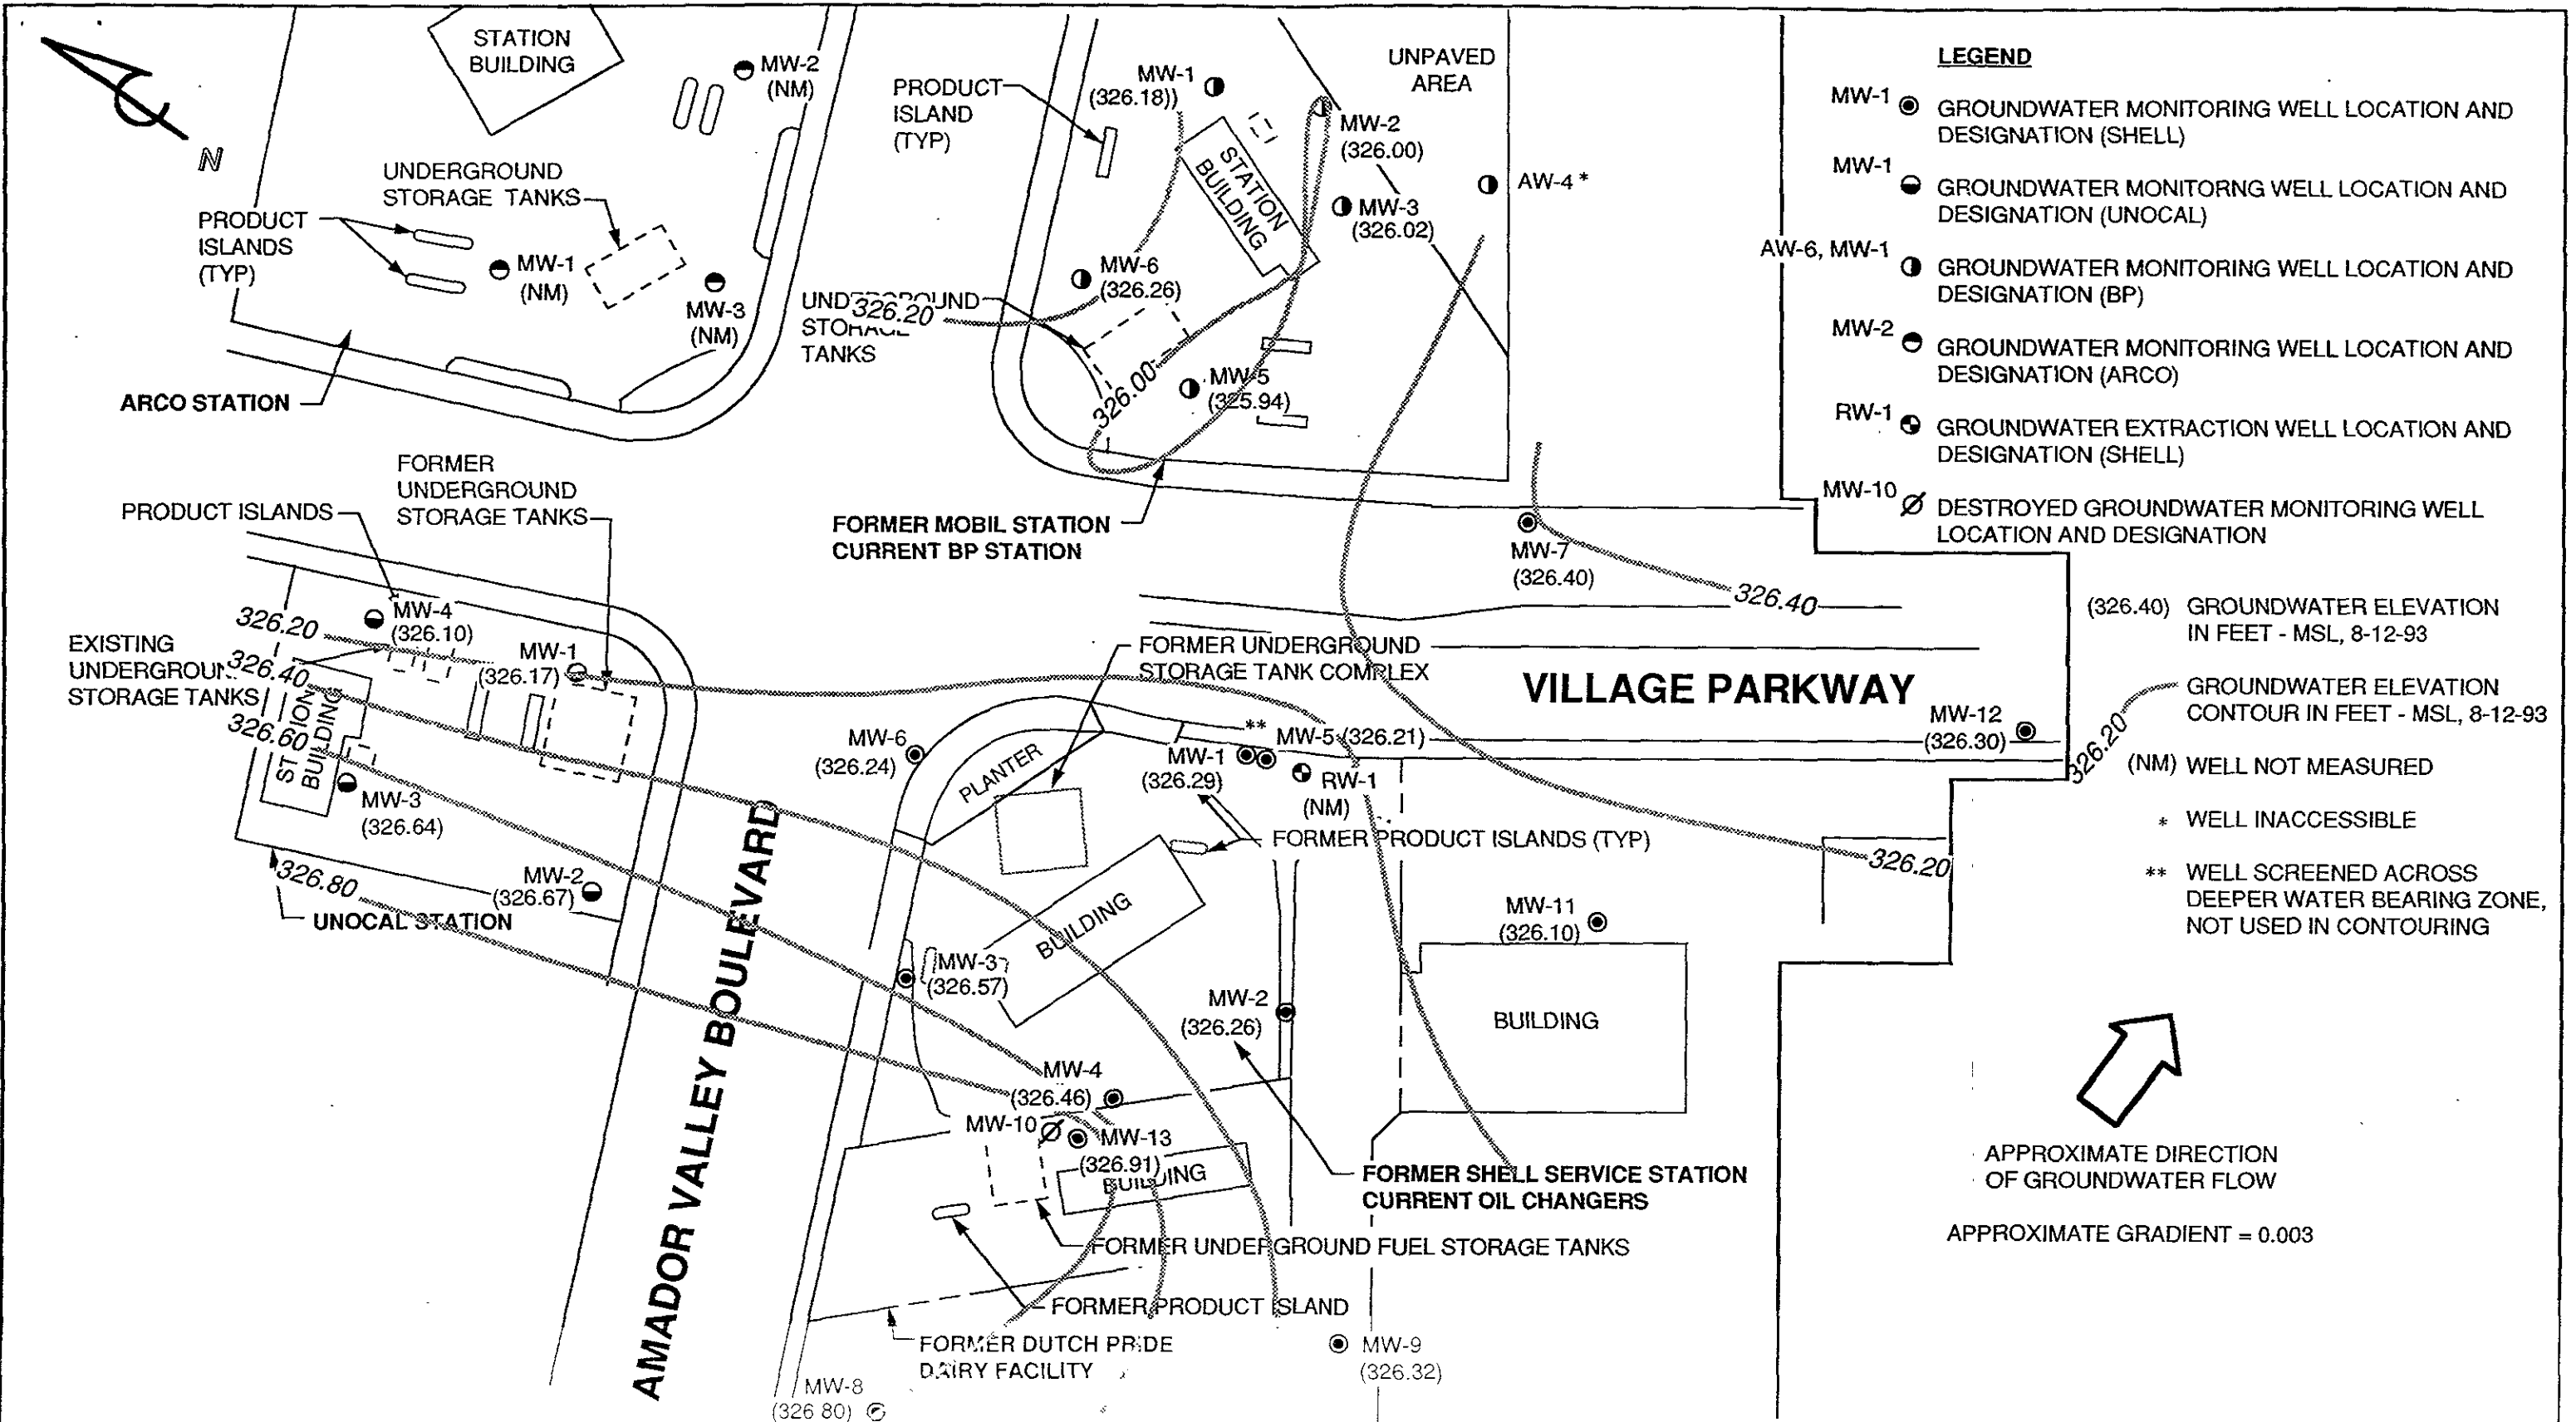 STATION
BUILDING
MW-2
(NM)
N
UNDERGROUND
STORAGE TANKS
PRODUCT
ISLANDS
(TYP)
MW-1
(NM)
MW-3
(NM)
ARCO STATION
PRODUCT
ISLAND
(TYP)
MW-1
(326.18))
UNPAVED
AREA
MW-2
(326.00)
STATION
BUILDING
AW-4 *
MW-3
(326.02)
MW-6
(326.26)
UNDERGROUND
STORAGE
TANKS
326.20
326.00
MW-5
(325.94)
FORMER MOBIL STATION
CURRENT BP STATION
MW-7
(326.40)
326.40
LEGEND
MW-1
GROUNDWATER MONITORING WELL LOCATION AND
DESIGNATION (SHELL)
MW-1
GROUNDWATER MONITORNG WELL LOCATION AND
DESIGNATION (UNOCAL)
AW-6, MW-1
GROUNDWATER MONITORING WELL LOCATION AND
DESIGNATION (BP)
MW-2
GROUNDWATER MONITORING WELL LOCATION AND
DESIGNATION (ARCO)
RW-1
GROUNDWATER EXTRACTION WELL LOCATION AND
DESIGNATION (SHELL)
MW-10
DESTROYED GROUNDWATER MONITORING WELL
LOCATION AND DESIGNATION
(326.40) GROUNDWATER ELEVATION
IN FEET - MSL, 8-12-93
326.20
GROUNDWATER ELEVATION
CONTOUR IN FEET - MSL, 8-12-93
(NM) WELL NOT MEASURED
* WELL INACCESSIBLE
** WELL SCREENED ACROSS
DEEPER WATER BEARING ZONE,
NOT USED IN CONTOURING
APPROXIMATE DIRECTION
OF GROUNDWATER FLOW
APPROXIMATE GRADIENT = 0.003
FORMER
UNDERGROUND
STORAGE TANKS
PRODUCT ISLANDS
MW-4
(326.10)
326.20
326.40
326.60
326.80
EXISTING
UNDERGROUN
STORAGE TANKS
STATION
BUILDING
MW-1
(326.17)
MW-3
(326.64)
MW-2
(326.67)
UNOCAL STATION
AMADOR VALLEY BOULEVARD
VILLAGE PARKWAY
FORMER UNDERGROUND
STORAGE TANK COMPLEX
MW-6
(326.24)
PLANTER
**
MW-5 (326.21)
MW-1
(326.29)
RW-1
(NM)
MW-12
(326.30)
FORMER PRODUCT ISLANDS (TYP)
326.20
BUILDING
MW-3
(326.57)
MW-2
(326.26)
MW-11
(326.10)
BUILDING
MW-4
(326.46)
MW-10
MW-13
(326.91)
BUILDING
FORMER SHELL SERVICE STATION
CURRENT OIL CHANGERS
FORMER UNDERGROUND FUEL STORAGE TANKS
FORMER PRODUCT ISLAND
FORMER DUTCH PRIDE
DAIRY FACILITY
MW-9
(326.32)
MW-8
(326 80)